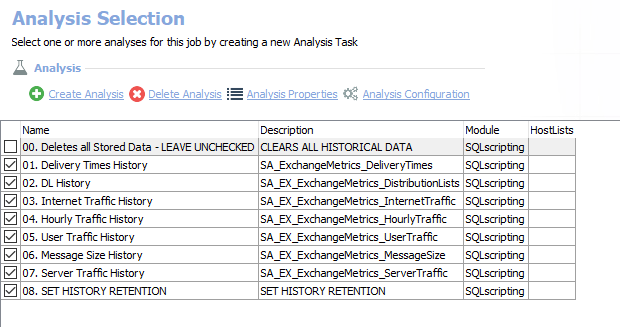 Analysis Selection
Select one or more analyses for this job by creating a new Analysis Task
Analysis
Create Analysis Delete Analysis Analysis Properties Analysis Configuration
Name Description Module HostLists
00. Deletes all Stored Data - LEAVE UNCHECKED CLEARS ALL HISTORICAL DATA SQLscripting
01. Delivery Times History SA_ExchangeMetrics_DeliveryTimes SQLscripting
02. DL History SA_EX_ExchangeMetrics_DistributionLists SQLscripting
03. Internet Traffic History SA_EX_ExchangeMetrics_InternetTraffic SQLscripting
04. Hourly Traffic History SA_EX_ExchangeMetrics_HourlyTraffic SQLscripting
05. User Traffic History SA_EX_ExchangeMetrics_UserTraffic SQLscripting
06. Message Size History SA_EX_ExchangeMetrics_MessageSize SQLscripting
07. Server Traffic History SA_EX_ExchangeMetrics_ServerTraffic SQLscripting
08. SET HISTORY RETENTION SET HISTORY RETENTION SQLscripting